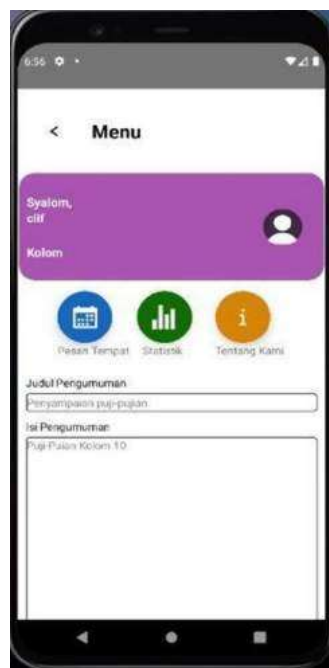 6:56
< Menu
Syalom,
clif
Kolom
Pesan Tempat Statistik Tentang Kami
Judul Pengumuman
Penyampaian puji-pujian
Isi Pengumuman
Puji-Puian Kolom 10